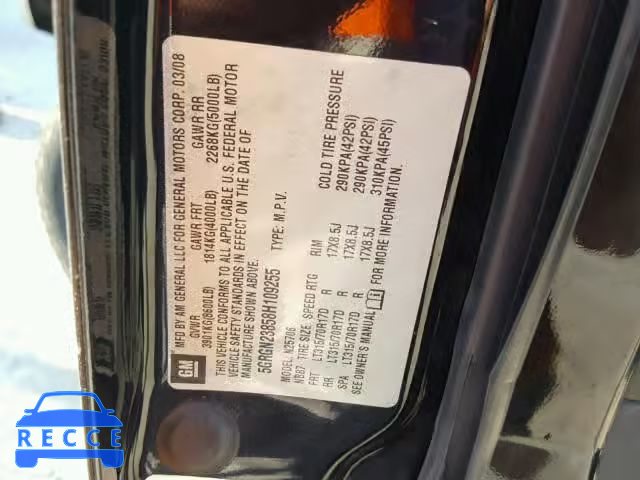 GM
MFD BY AM GENERAL LLC FOR GENERAL MOTORS CORP. 03/08
GVWR GAWR FRT GAWR RR
3901KG(8600LB) 1814KG(4000LB) 2268KG(5000LB)
THIS VEHICLE CONFORMS TO ALL APPLICABLE U.S. FEDERAL MOTOR
VEHICLE SAFETY STANDARDS IN EFFECT ON THE DATE OF
MANUFACTURE SHOWN ABOVE.
5GRGN23858H109255 TYPE: M.P.V.
MODEL: N25706
TIRE SIZE SPEED RTG RIM COLD TIRE PRESSURE
FRT LT315/70R17D R 17X8.5J 290KPA(42PSI)
RR LT315/70R17D R 17X8.5J 290KPA(42PSI)
SPA LT315/70R17D R 17X8.5J 310KPA(45PSI)
SEE OWNER'S MANUAL FOR MORE INFORMATION.
RECCE